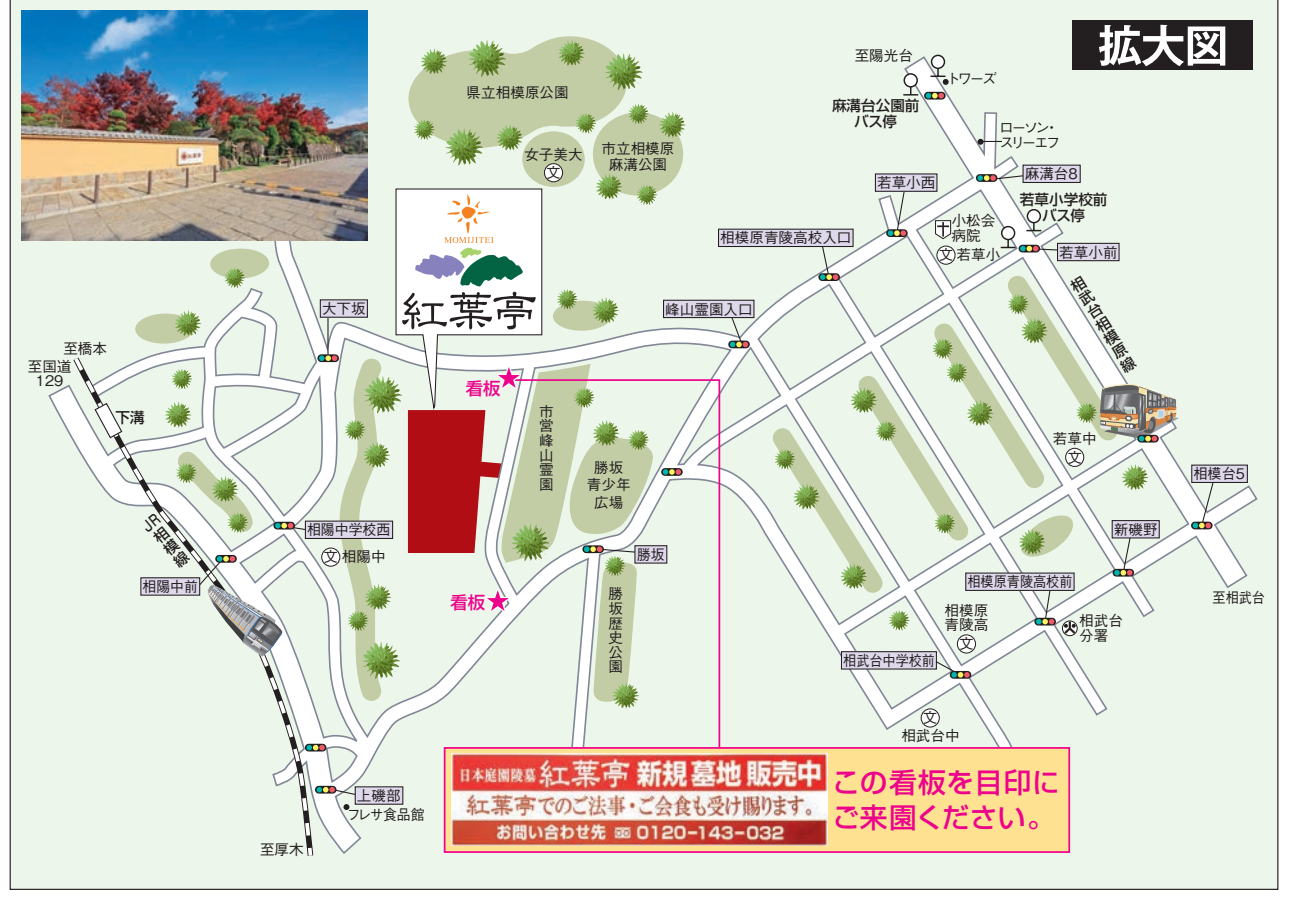 拡大図
至陽光台
トワーズ
麻溝台公園前
バス停
ローソン・
スリーエフ
麻溝台8
県立相模原公園
女子美大
文
市立相模原
麻溝公園
若草小西
若草小学校前
バス停
小松会
病院
文
若草小
若草小前
相模原青陵高校入口
相武台相模原線
MOMIJITEI
紅葉亭
大下坂
峰山霊園入口
至橋本
至国道
129
下溝
看板
市営峰山霊園
勝坂
青少年
広場
若草中
文
相模台5
JR相模線
相陽中学校西
文
相陽中
相陽中前
勝坂
新磯野
相模原青陵高校前
至相武台
看板
勝坂歴史公園
相模原
青陵高
文
相武台
分署
相武台中学校前
文
相武台中
上磯部
フレサ食品館
至厚木
日本庭園陵墓 紅葉亭 新規墓地 販売中
紅葉亭でのご法事・ご会食も受け賜ります。
お問い合わせ先 0120-143-032
この看板を目印に
ご来園ください。